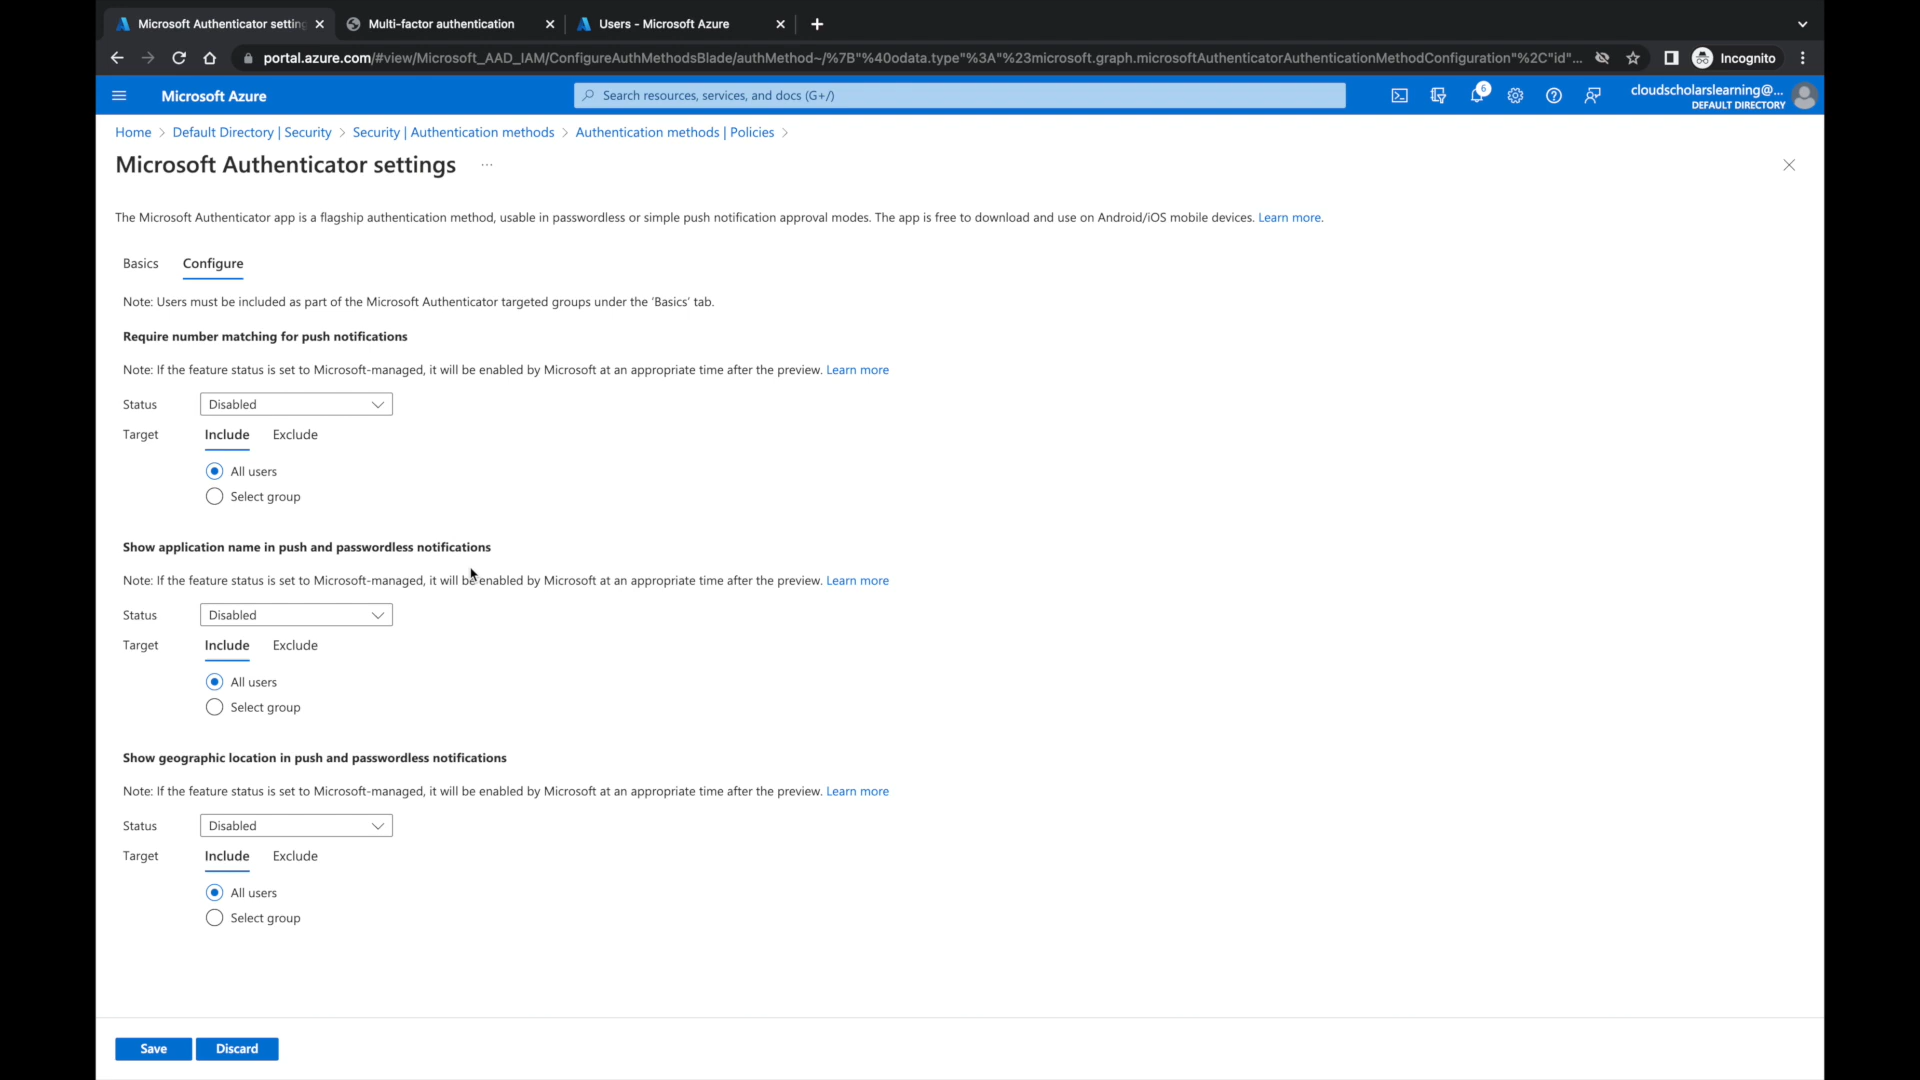 Microsoft Authenticator settin
Multi-factor authentication
Users - Microsoft Azure
portal.azure.com/#view/Microsoft_AAD_IAM/ConfigureAuthMethodsBlade/authMethod~/%7B"%40odata.type"%3A"%23microsoft.graph.microsoftAuthenticatorAuthenticationMethodConfiguration"%2C"id"...
Incognito
Microsoft Azure
Search resources, services, and docs (G+/)
6
cloudscholarslearning@...
DEFAULT DIRECTORY
Home > Default Directory | Security > Security | Authentication methods > Authentication methods | Policies >
Microsoft Authenticator settings ...
The Microsoft Authenticator app is a flagship authentication method, usable in passwordless or simple push notification approval modes. The app is free to download and use on Android/iOS mobile devices. Learn more.
Basics Configure
Note: Users must be included as part of the Microsoft Authenticator targeted groups under the 'Basics' tab.
Require number matching for push notifications
Note: If the feature status is set to Microsoft-managed, it will be enabled by Microsoft at an appropriate time after the preview. Learn more
Status Disabled
Target Include Exclude
All users
Select group
Show application name in push and passwordless notifications
Note: If the feature status is set to Microsoft-managed, it will be enabled by Microsoft at an appropriate time after the preview. Learn more
Status Disabled
Target Include Exclude
All users
Select group
Show geographic location in push and passwordless notifications
Note: If the feature status is set to Microsoft-managed, it will be enabled by Microsoft at an appropriate time after the preview. Learn more
Status Disabled
Target Include Exclude
All users
Select group
Save Discard